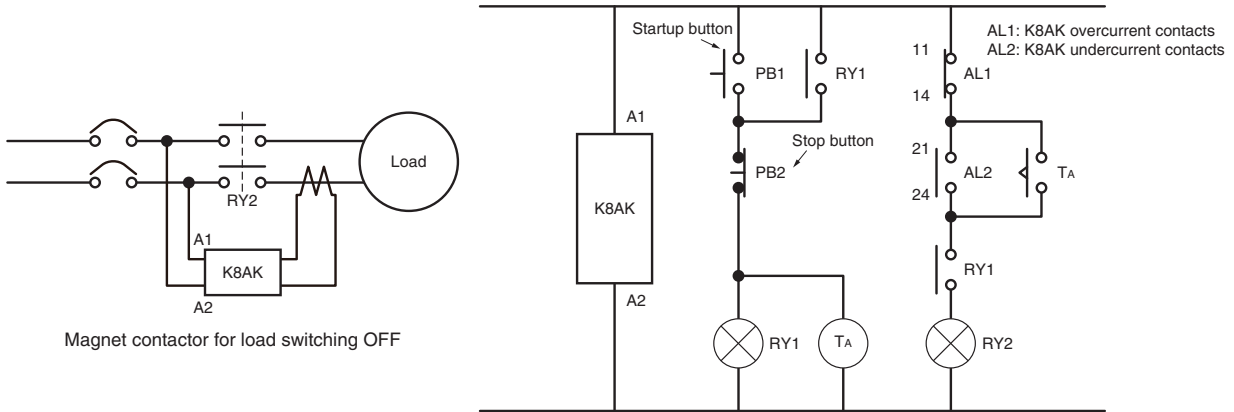 Load
RY2
A1
K8AK
A2
Magnet contactor for load switching OFF
A1
K8AK
A2
Startup button
PB1
RY1
Stop button
PB2
RY1
TA
AL1: K8AK overcurrent contacts
AL2: K8AK undercurrent contacts
11
AL1
14
21
AL2
TA
24
RY1
RY2